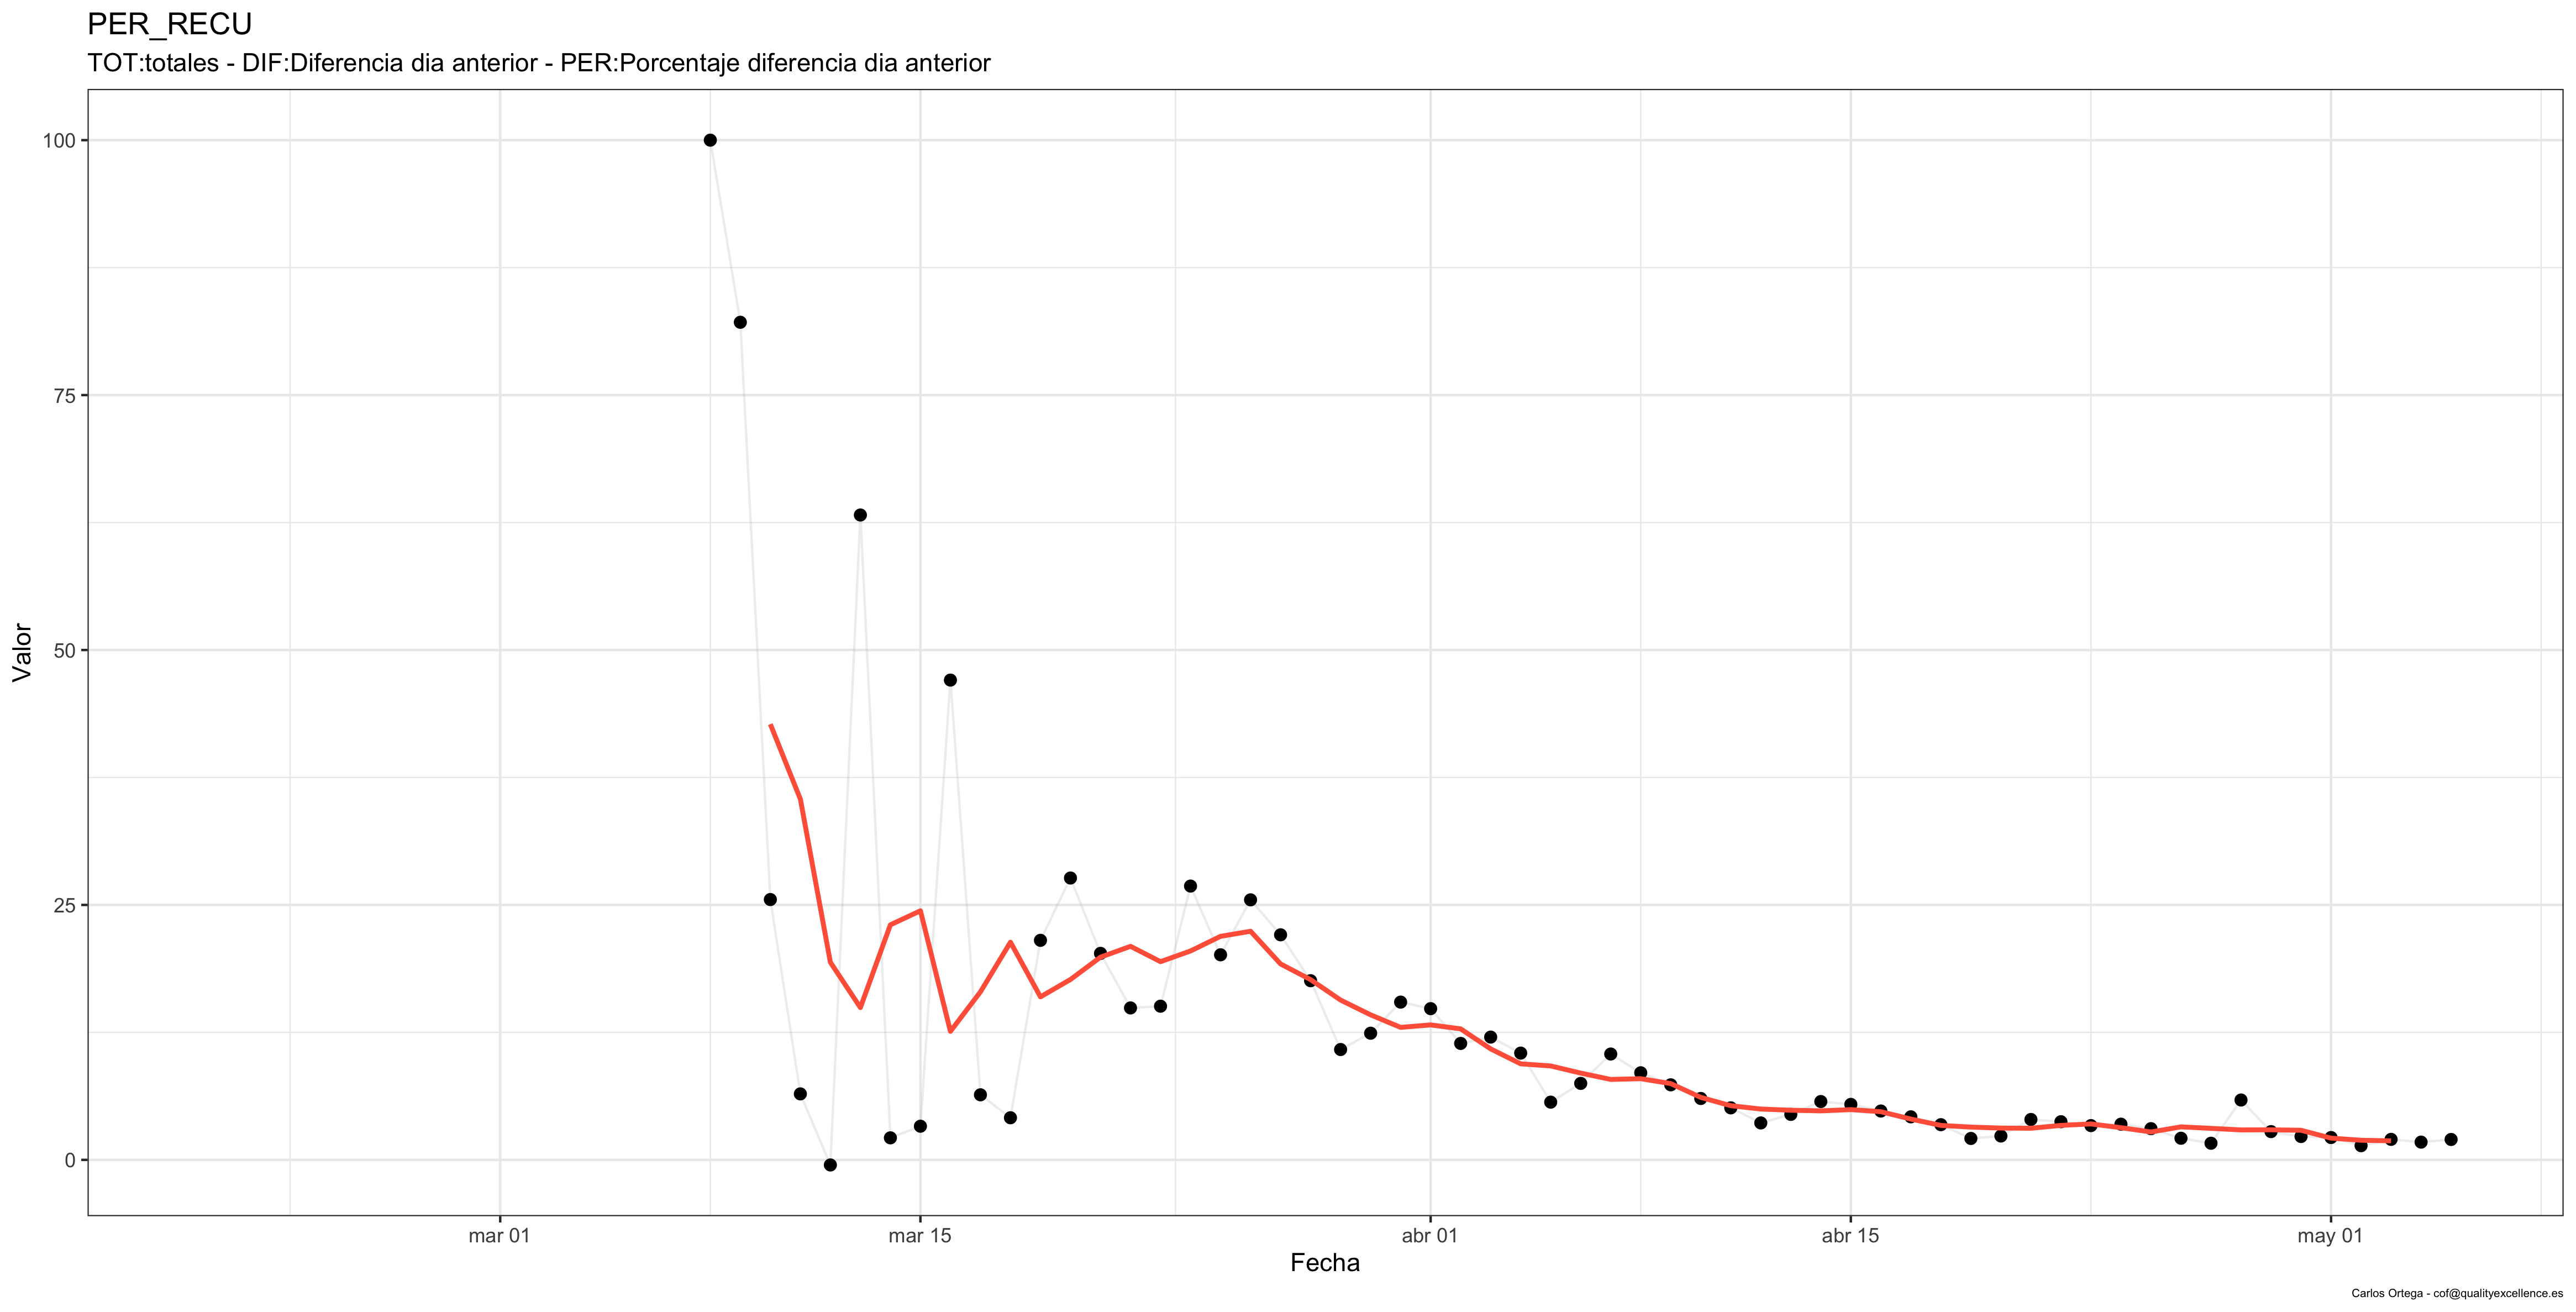 PER_RECU
TOT:totales - DIF:Diferencia dia anterior - PER:Porcentaje diferencia dia anterior
100
75
50
25
0
Valor
mar 01
mar 15
abr 01
abr 15
may 01
Fecha
Carlos Ortega - cof@qualityexcellence.es